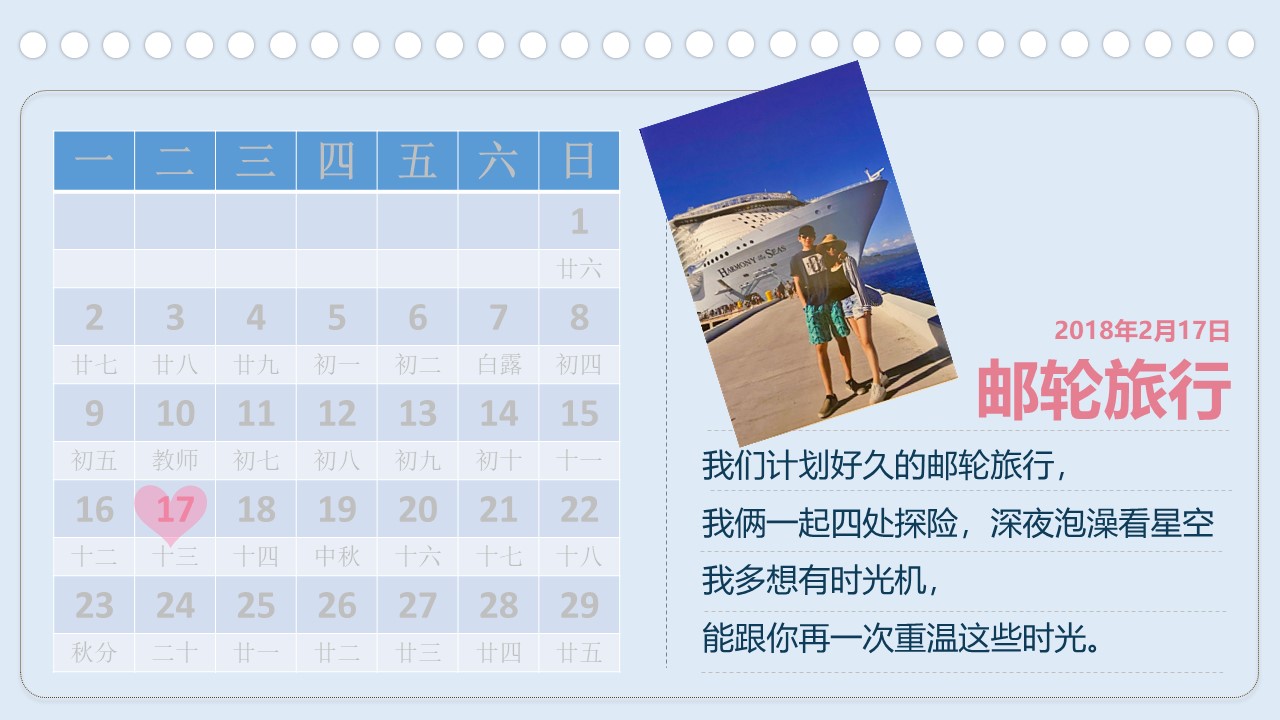 一 二 三 四 五 六 日
1
廿六
2 3 4 5 6 7 8
廿七 廿八 廿九 初一 初二 白露 初四
9 10 11 12 13 14 15
初五 教师 初七 初八 初九 初十 十一
16 17 18 19 20 21 22
十二 十三 十四 中秋 十六 十七 十八
23 24 25 26 27 28 29
秋分 二十 廿一 廿二 廿三 廿四 廿五
HARMONY of the SEAS
2018年2月17日
邮轮旅行
我们计划好久的邮轮旅行，
我俩一起四处探险，深夜泡澡看星空
我多想有时光机，
能跟你再一次重温这些时光。